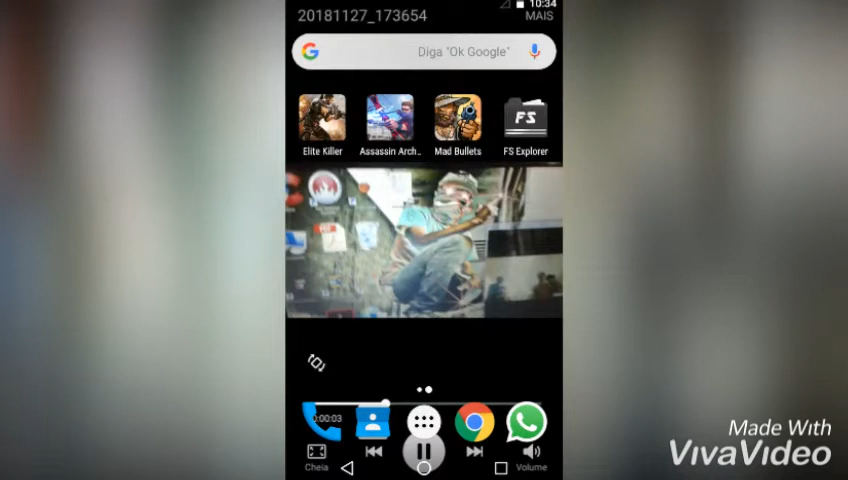 10:34
20181127_173654
MAIS
G Diga "Ok Google"
FS
Elite Killer
Assassin Arch..
Mad Bullets
FS Explorer
PDF
0:00:03
Cheia
Volume
Made With
VivaVideo